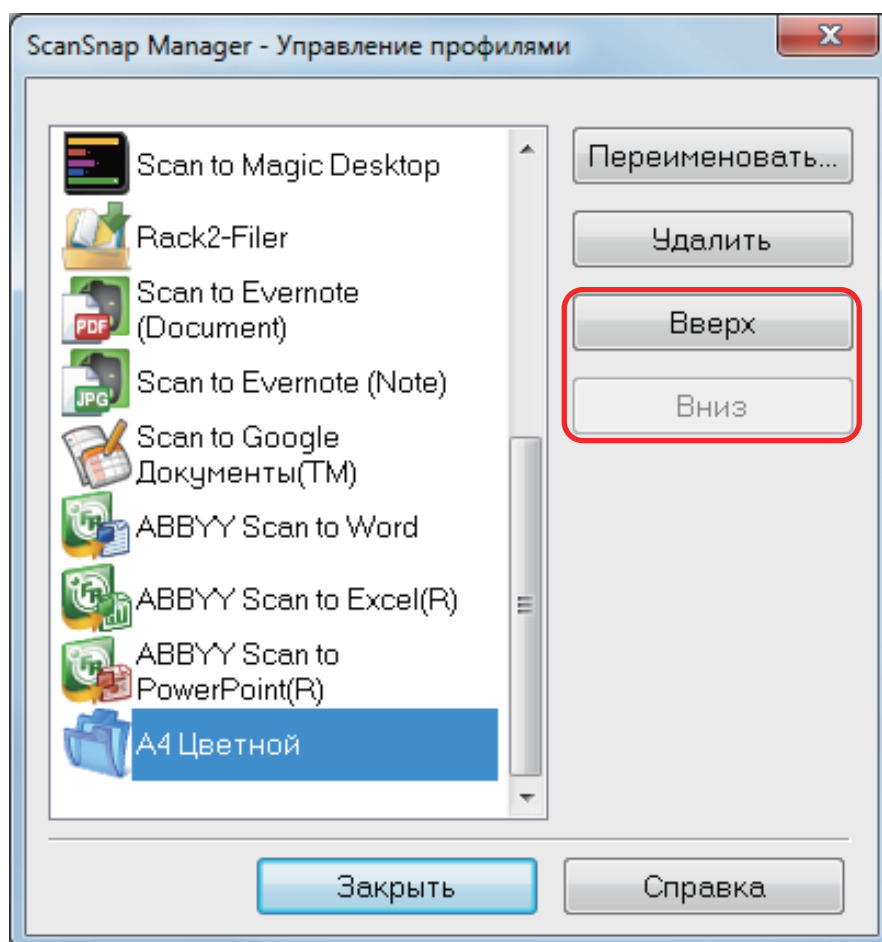 ScanSnap Manager - Управление профилями
Scan to Magic Desktop
Rack2-Filer
Scan to Evernote
(Document)
PDF
Scan to Evernote (Note)
JPG
Scan to Google
Документы(TM)
ABBYY Scan to Word
ABBYY Scan to Excel(R)
ABBYY Scan to
PowerPoint(R)
A4 Цветной
Переименовать...
Удалить
Вверх
Вниз
Закрыть
Справка